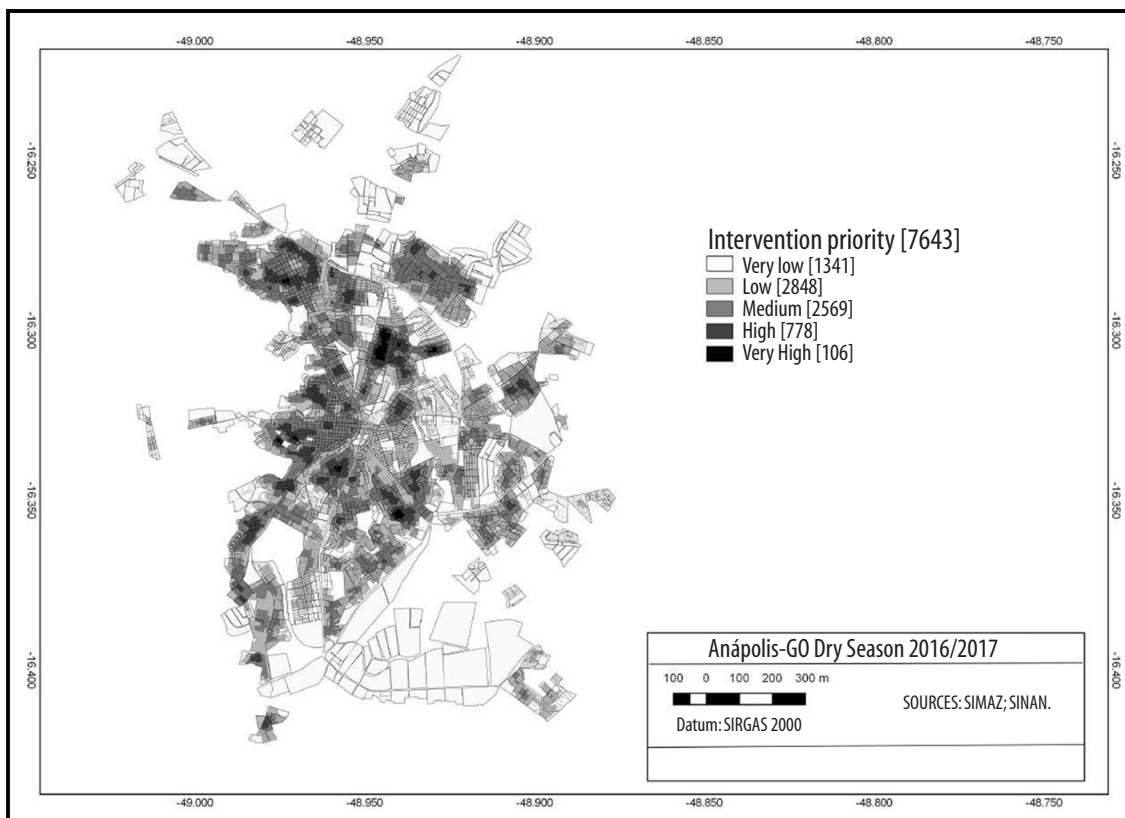 -49.000 -48.950 -48.900 -48.850 -48.800 -48.750
-16.250 -16.250
Intervention priority [7643]
Very low [1341]
Low [2848]
Medium [2569]
High [778]
Very High [106]
-16.300 -16.300
-16.350 -16.350
-16.400 -16.400
Anápolis-GO Dry Season 2016/2017
100 0 100 200 300 m
SOURCES: SIMAZ; SINAN.
Datum: SIRGAS 2000
-49.000 -48.950 -48.900 -48.850 -48.800 -48.750